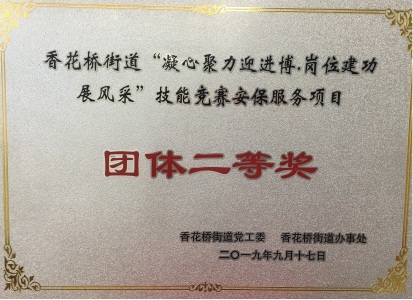 香花桥街道“凝心聚力迎进博.岗位建功
展风采”技能竞赛安保服务项目
团体二等奖
香花桥街道党工委 香花桥街道办事处
二〇一九年九月十七日